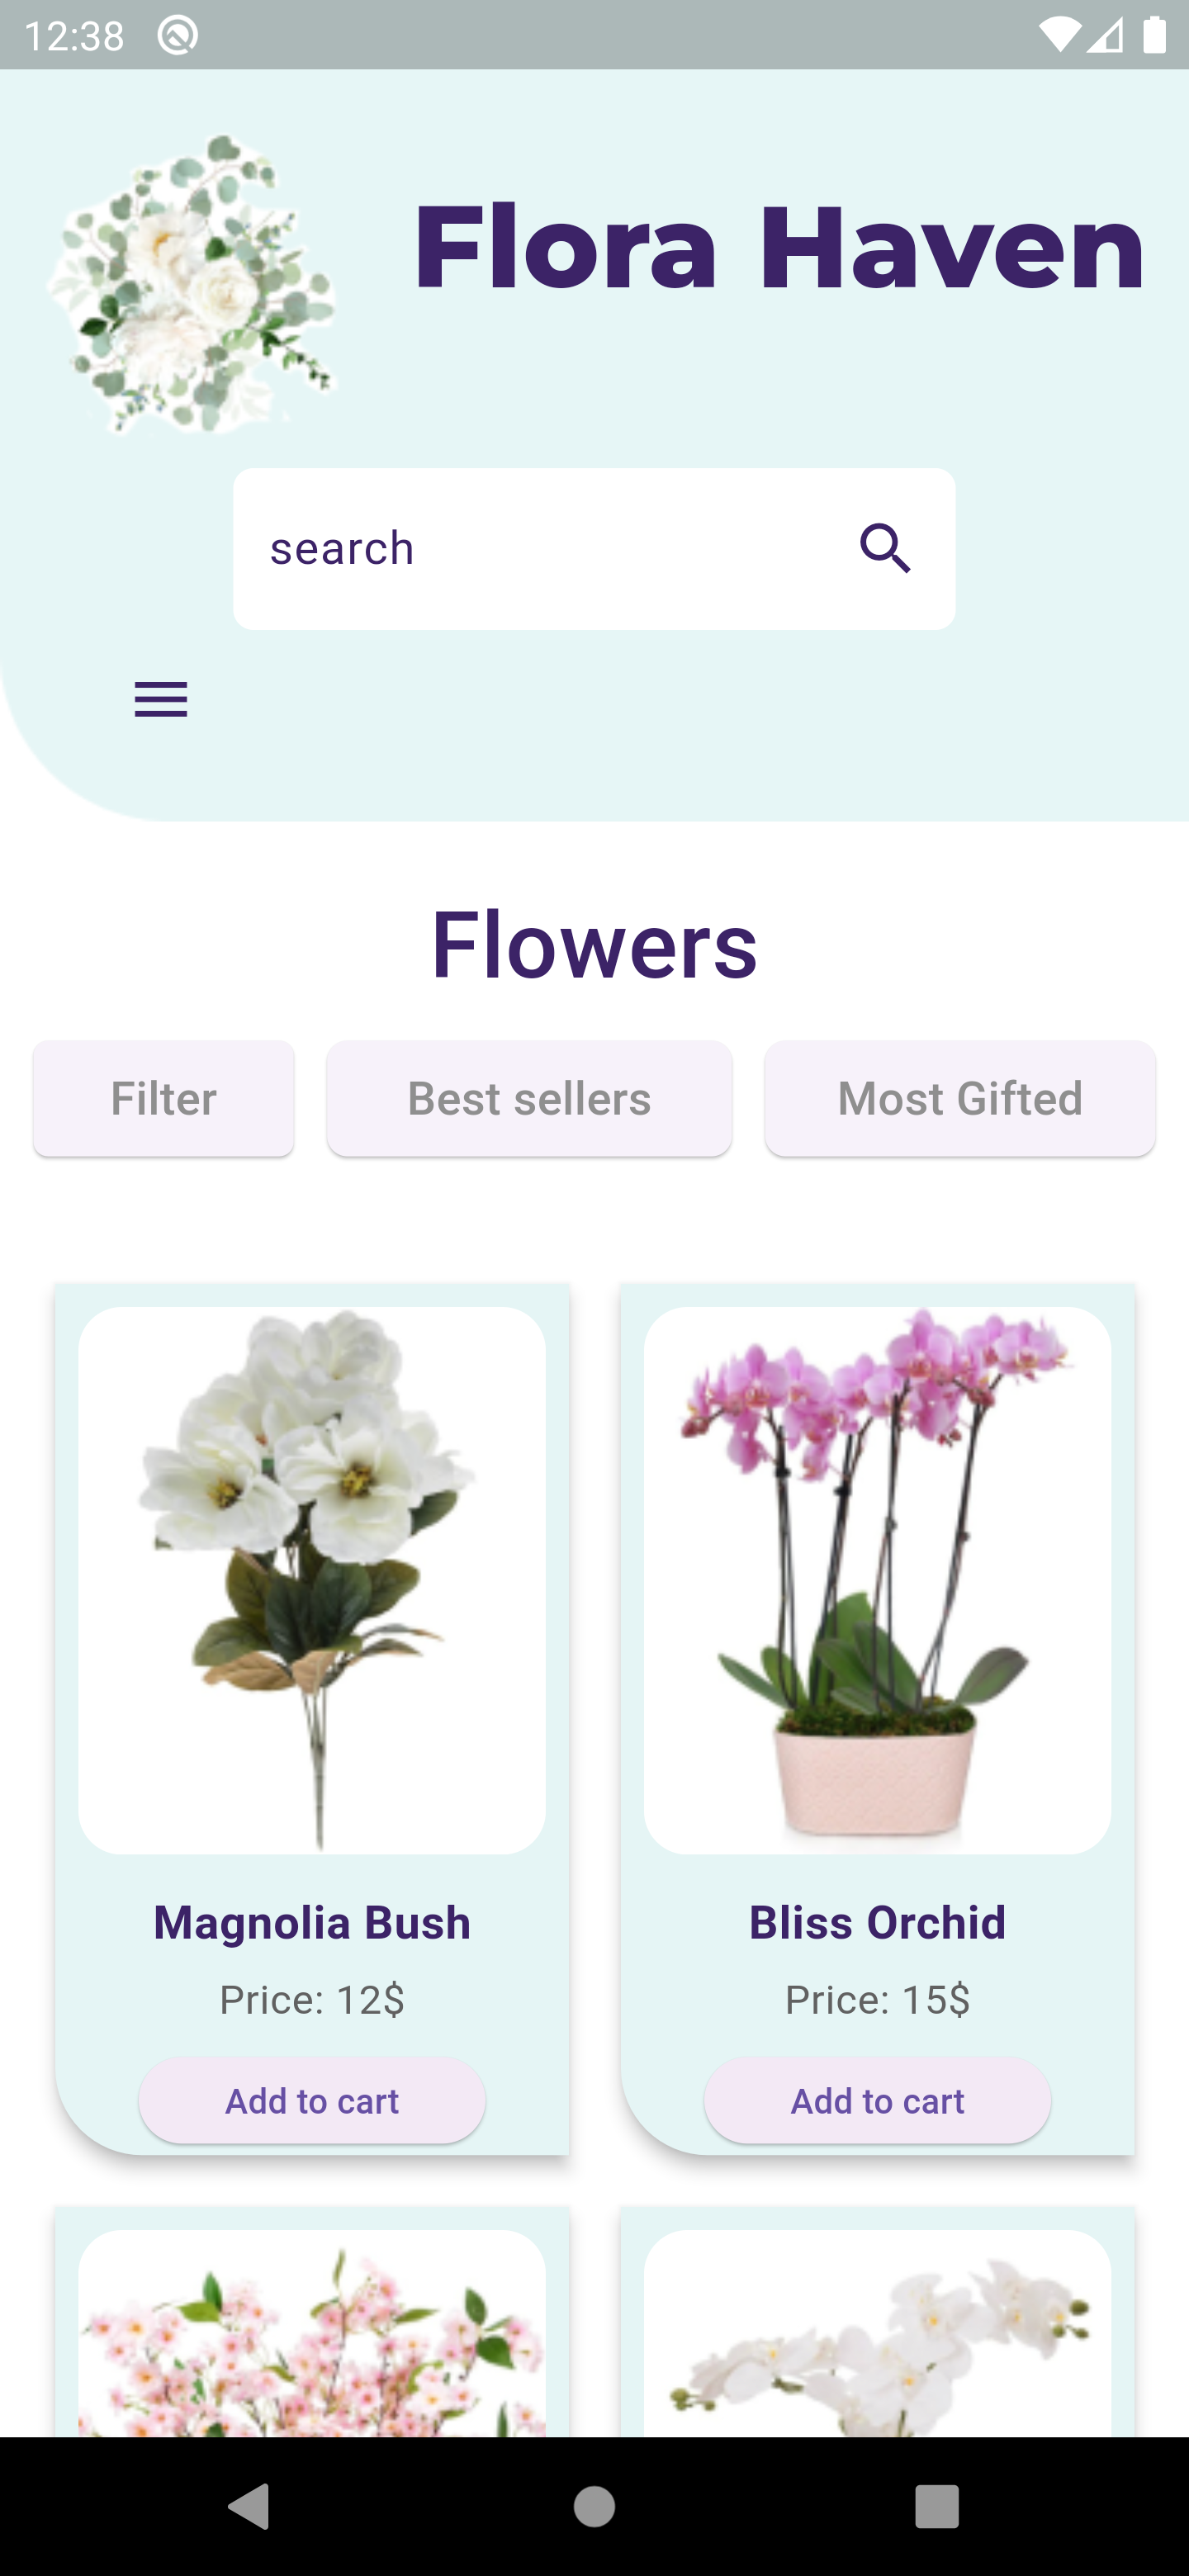 12:38
Flora Haven
search
Flowers
Filter Best sellers Most Gifted
Magnolia Bush Bliss Orchid
Price: 12$ Price: 15$
Add to cart Add to cart